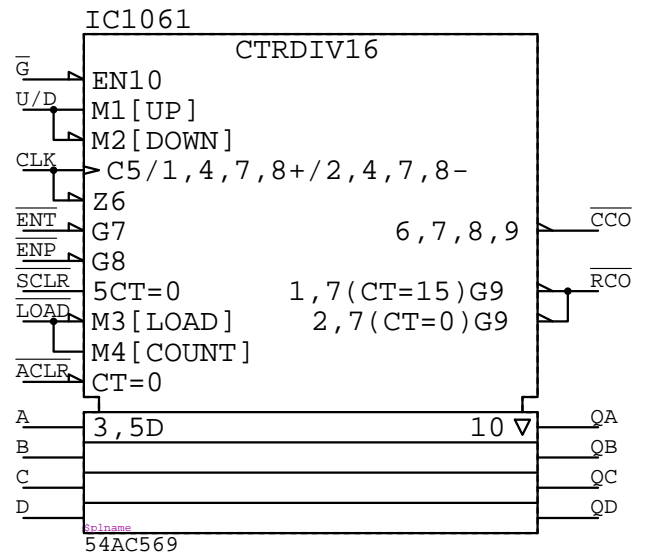 IC1061
CTRDIV16
G
EN10
U/D
M1[UP]
M2[DOWN]
CLK
C5/1,4,7,8+/2,4,7,8-
Z6
ENT
G7
6,7,8,9
CCO
ENP
G8
SCLR
5CT=0
1,7(CT=15)G9
RCO
LOAD
M3[LOAD]
2,7(CT=0)G9
M4[COUNT]
ACLR
CT=0
A
3,5D
10 ▽
QA
B
QB
C
QC
D
QD
$plname
54AC569